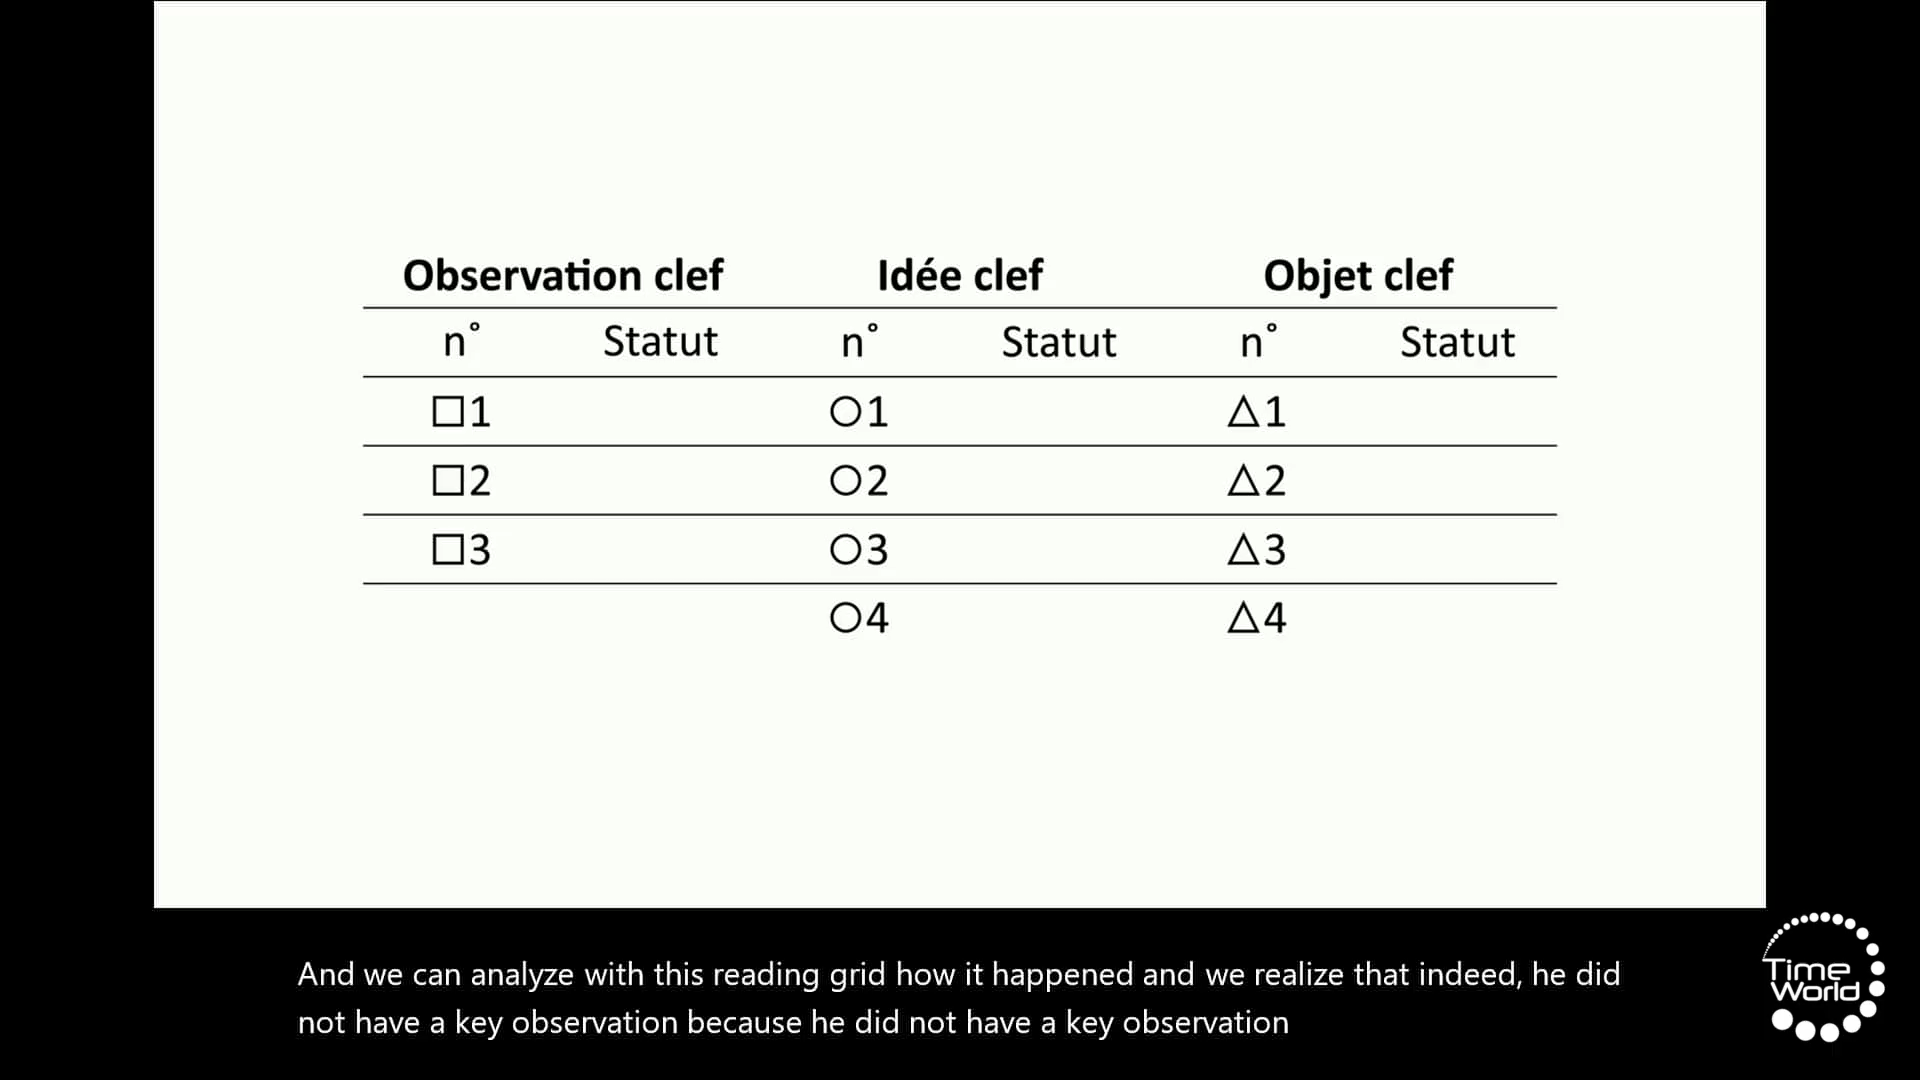 Observation clef Idée clef Objet clef
n° Statut n° Statut n° Statut
□1 ○1 △1
□2 ○2 △2
□3 ○3 △3
○4 △4
And we can analyze with this reading grid how it happened and we realize that indeed, he did
not have a key observation because he did not have a key observation
Time
World